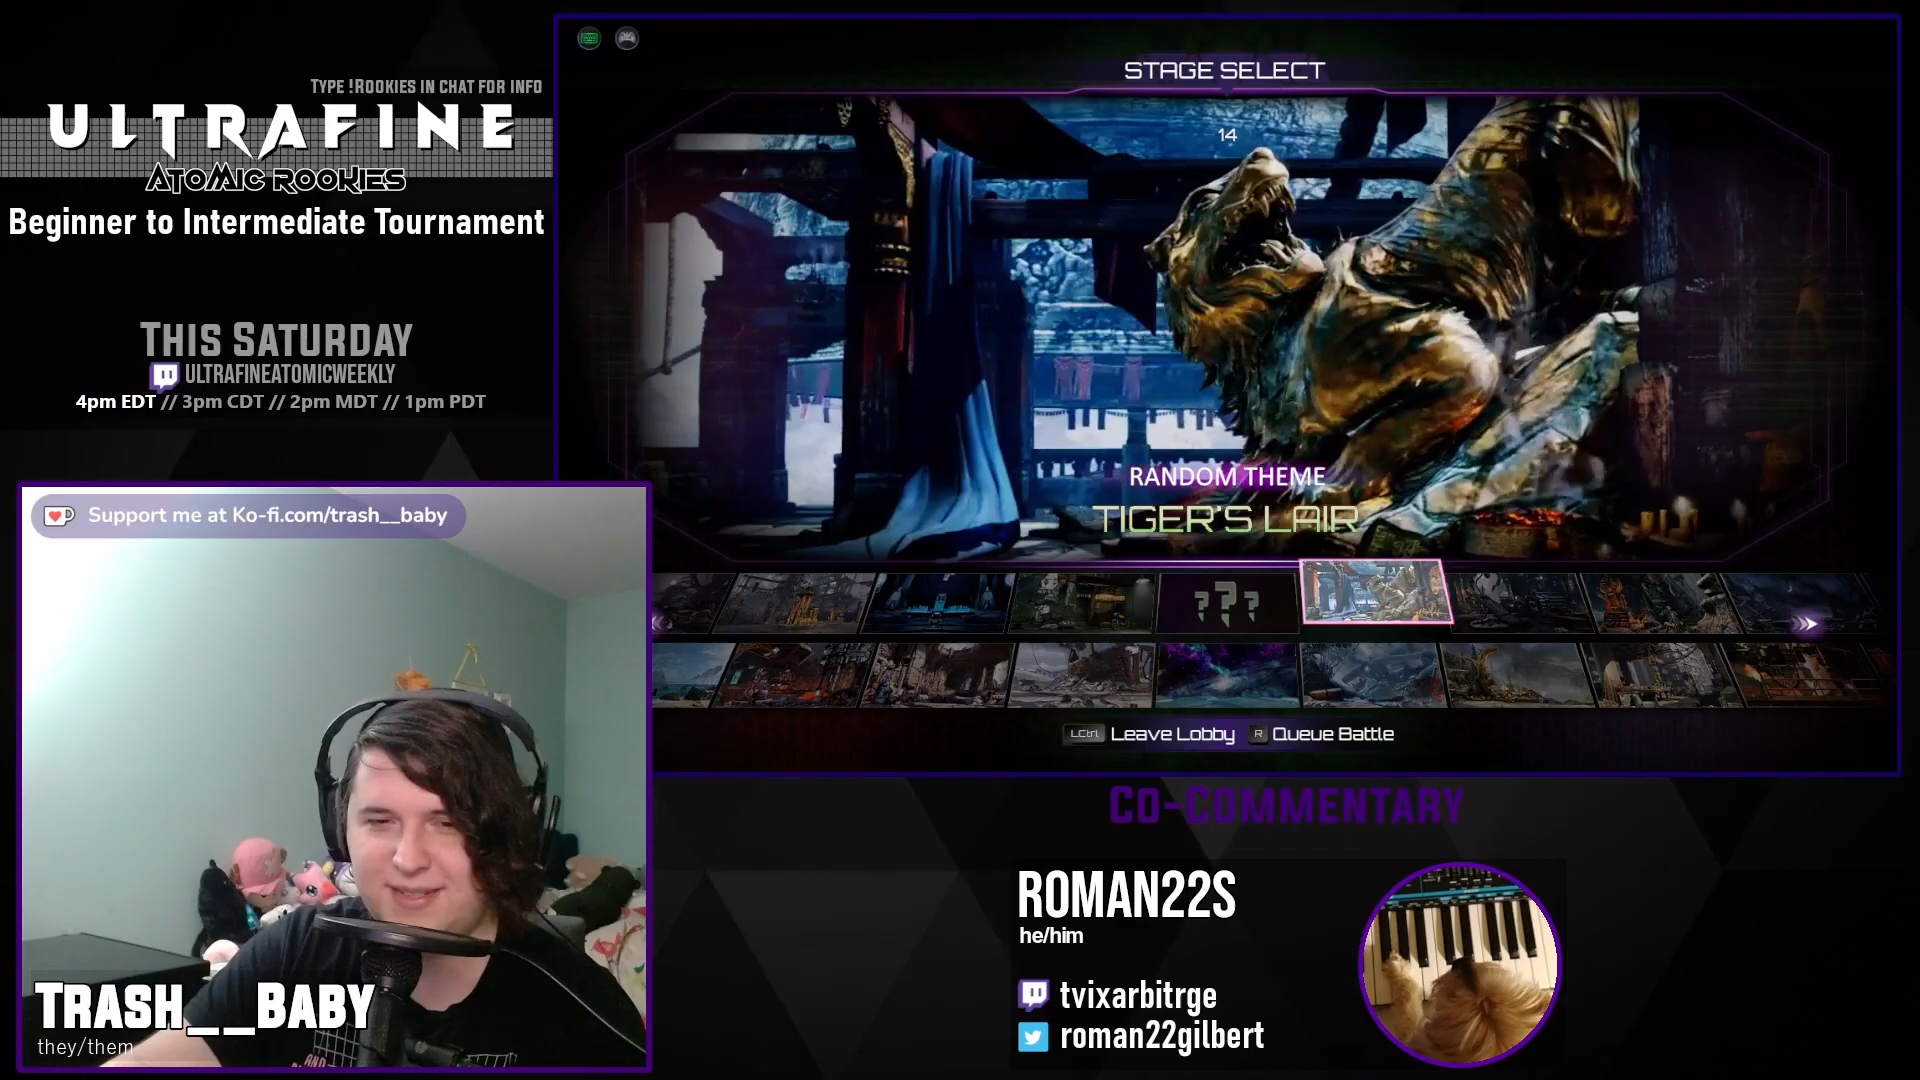 Type !Rookies in chat for info
ULTRAFINE
ATOMIC ROOKIES
Beginner to Intermediate Tournament
This Saturday
ULTRAFINEATOMICWEEKLY
4pm EDT // 3pm CDT // 2pm MDT // 1pm PDT
STAGE SELECT
14
RANDOM THEME
TIGER'S LAIR
???
LCtrl Leave Lobby R Queue Battle
Support me at Ko-fi.com/trash__baby
Trash__Baby
they/them
Co-Commentary
ROMAN22S
he/him
tvixarbitrge
roman22gilbert